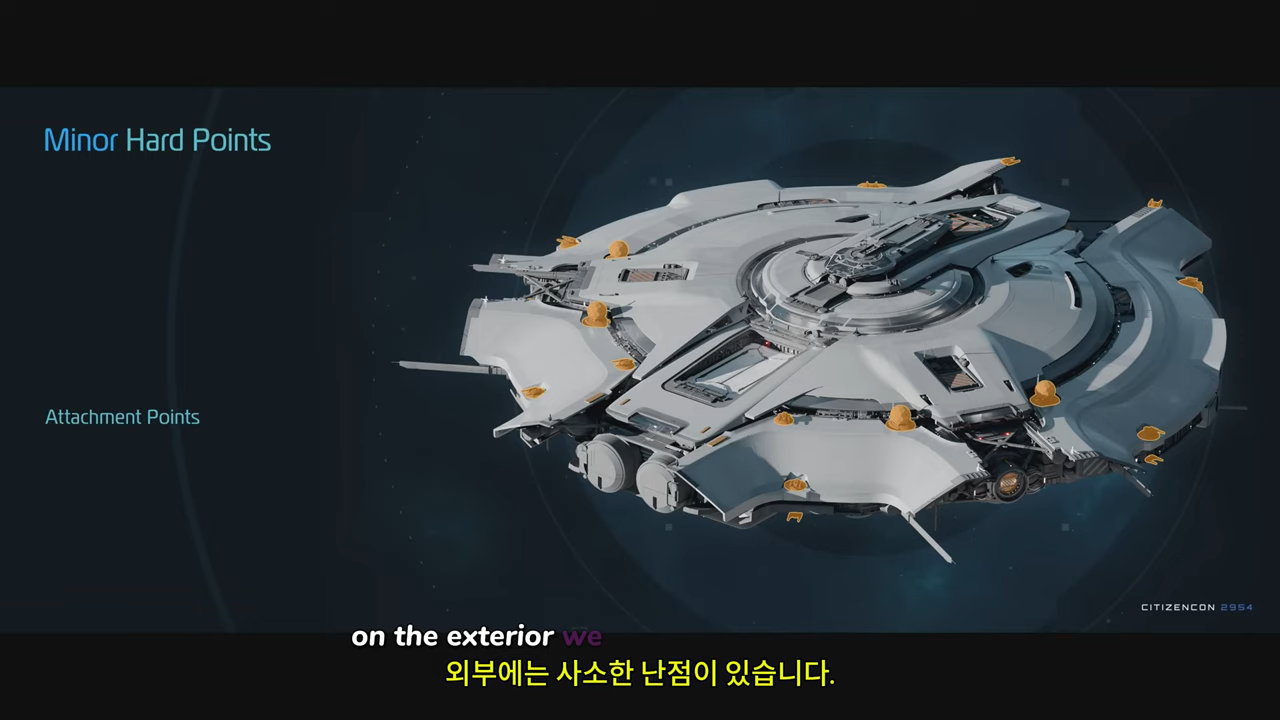 Minor Hard Points
Attachment Points
CITIZENCON 2954
on the exterior we
외부에는 사소한 난점이 있습니다.